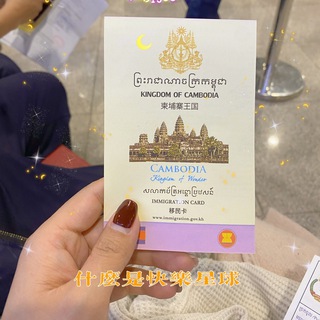 ព្រះរាជាណាចក្រកម្ពុជា
KINGDOM OF CAMBODIA
柬埔寨王国
CAMBODIA
Kingdom of Wonder
IMMIGRATION CARD
移民卡
www.immigration.gov.kh
什麼是快樂星球